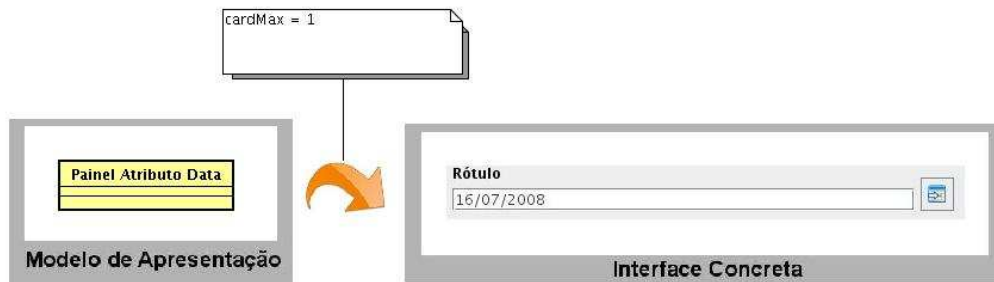 cardMax = 1
Painel Atributo Data
Modelo de Apresentação
Rótulo
16/07/2008
Interface Concreta